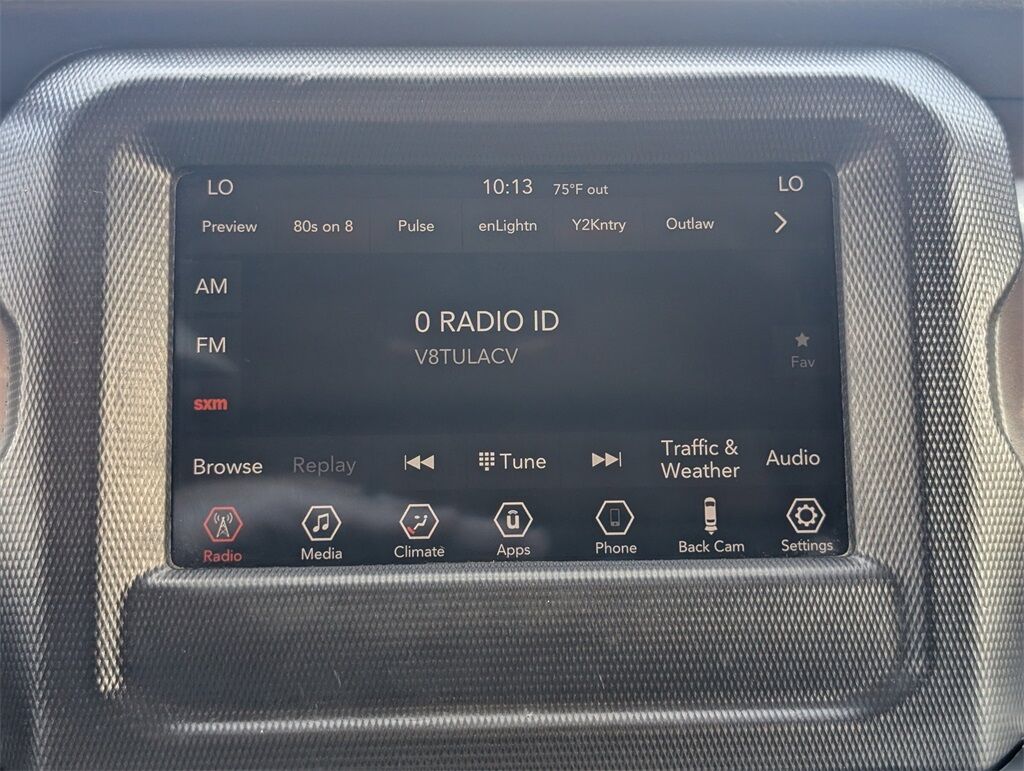 LO 10:13 75°F out LO
Preview 80s on 8 Pulse enLightn Y2Kntry Outlaw
AM
0 RADIO ID
FM
V8TULACV
Fav
sxm
Browse Replay Tune Traffic & Weather Audio
Radio Media Climate Apps Phone Back Cam Settings